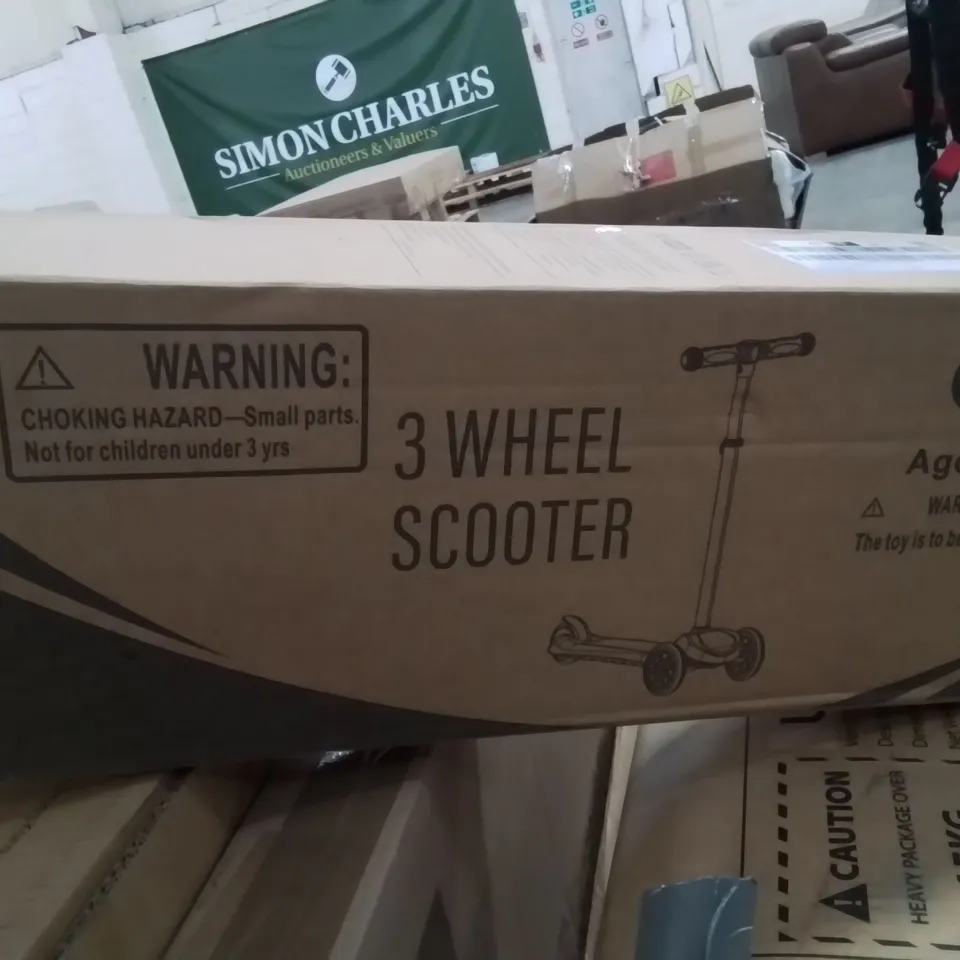 SIMON CHARLES
Auctioneers & Valuers
WARNING:
CHOKING HAZARD—Small parts.
Not for children under 3 yrs
3 WHEEL
SCOOTER
The toy is to
CAUTION
HEAVY PACKAGE OVER